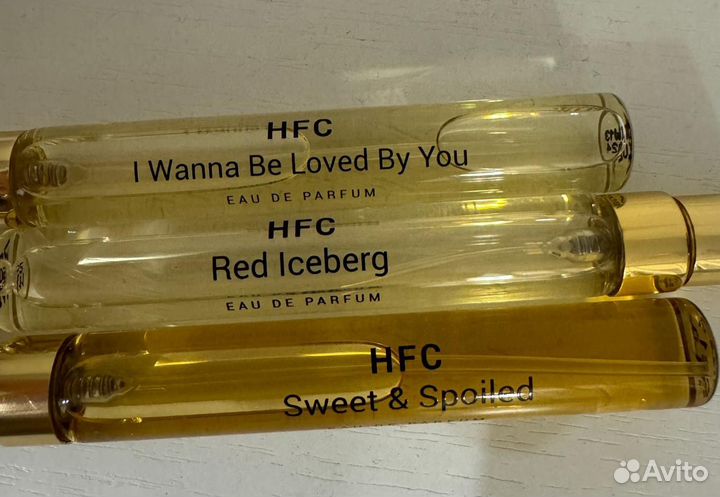 HFC
I Wanna Be Loved By You
EAU DE PARFUM
HFC
Red Iceberg
EAU DE PARFUM
HFC
Sweet & Spoiled
Avito